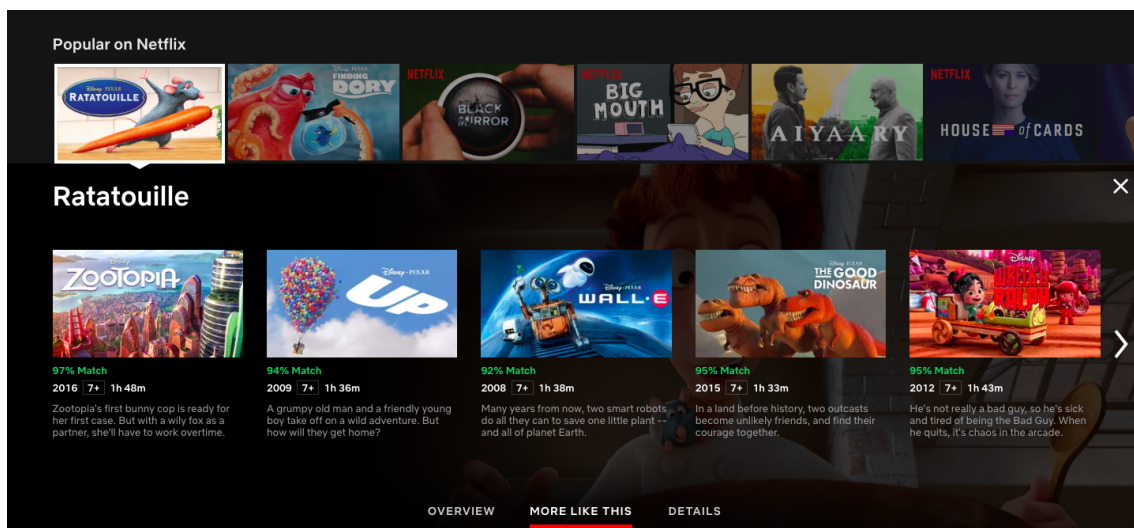 Popular on Netflix
Disney · PIXAR
RATATOUILLE
Disney · PIXAR
FINDING
DORY
NETFLIX
BLACK
MIRROR
NETFLIX
BIG
MOUTH
AIYAARY
NETFLIX
HOUSE of CARDS
Ratatouille
Disney
ZOOTOPIA
Disney · PIXAR
UP
Disney · PIXAR
WALL·E
Disney · PIXAR
THE GOOD
DINOSAUR
Disney
WRECK-IT
RALPH
97% Match
2016 7+ 1h 48m
Zootopia's first bunny cop is ready for
her first case. But with a wily fox as a
partner, she'll have to work overtime.
94% Match
2009 7+ 1h 36m
A grumpy old man and a friendly young
boy take off on a wild adventure. But
how will they get home?
92% Match
2008 7+ 1h 38m
Many years from now, two smart robots
do all they can to save one little plant --
and all of planet Earth.
95% Match
2015 7+ 1h 33m
In a land before history, two outcasts
become unlikely friends, and find their
courage together.
95% Match
2012 7+ 1h 43m
He's not really a bad guy, so he's sick
and tired of being the Bad Guy. When
he quits, it's chaos in the arcade.
OVERVIEW MORE LIKE THIS DETAILS